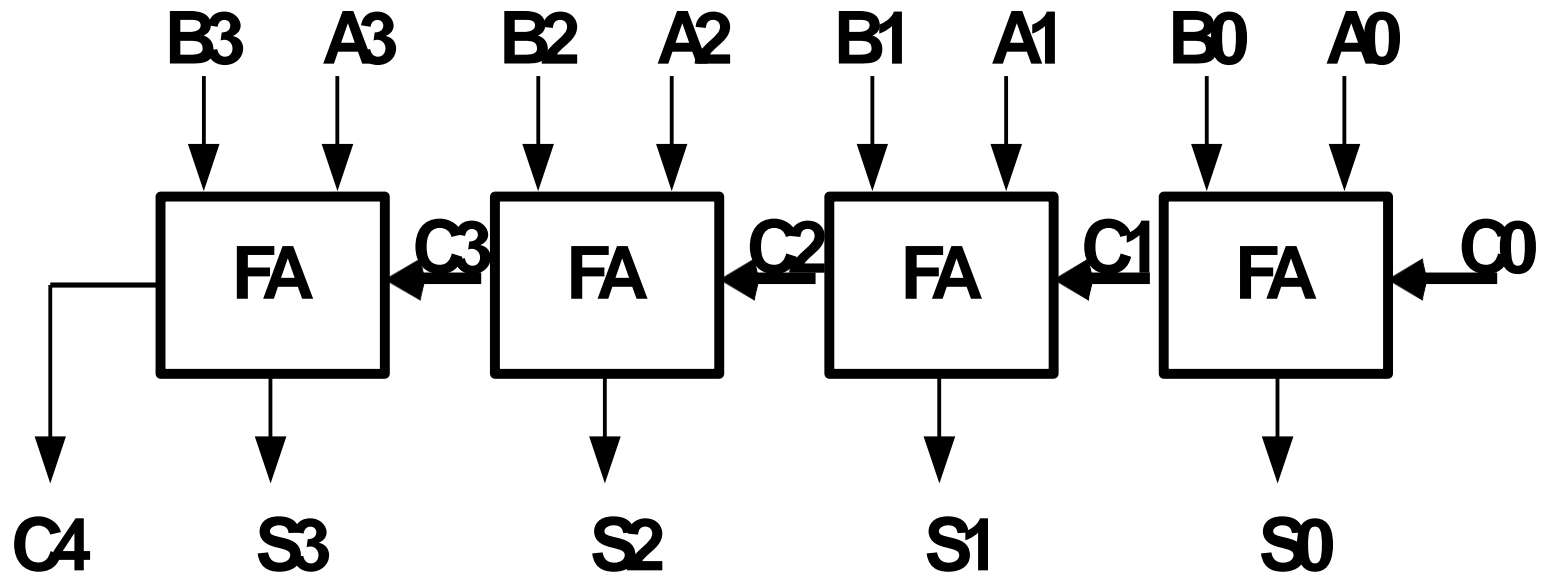 B3 A3 B2 A2 B1 A1 B0 A0
FA C3 FA C2 FA C1 FA C0
C4 S3 S2 S1 S0